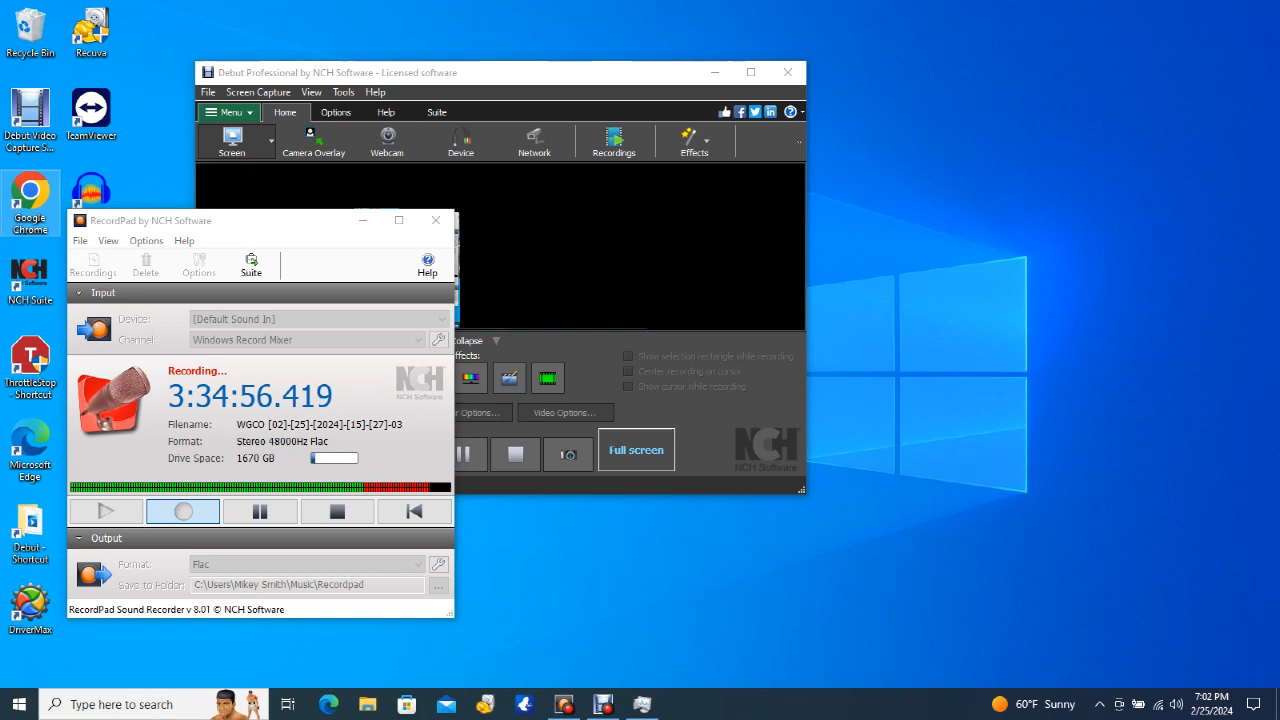 Recycle Bin
Recuva
Debut Video
Capture S...
TeamViewer
Google
Chrome
NCH
Software
NCH Suite
ThrottleStop
- Shortcut
Microsoft
Edge
Debut -
Shortcut
DriverMax
Debut Professional by NCH Software - Licensed software
File Screen Capture View Tools Help
Menu Home Options Help Suite
Screen Camera Overlay Webcam Device Network Recordings Effects
RecordPad by NCH Software
File View Options Help
Recordings Delete Options Suite Help
Input
Device: [Default Sound In]
Channel: Windows Record Mixer
Recording...
3:34:56.419
NCH
NCH Software
Filename: WGCO [02]-[25]-[2024]-[15]-[27]-03
Format: Stereo 48000Hz Flac
Drive Space: 1670 GB
Output
Format: Flac
Save to Folder: C:\Users\Mikey Smith\Music\Recordpad
...
RecordPad Sound Recorder v 8.01 © NCH Software
Show selection rectangle while recording
Center recording on cursor
Show cursor while recording
Options... Video Options...
Full screen
NCH Software
Type here to search
60°F Sunny
7:02 PM
2/25/2024